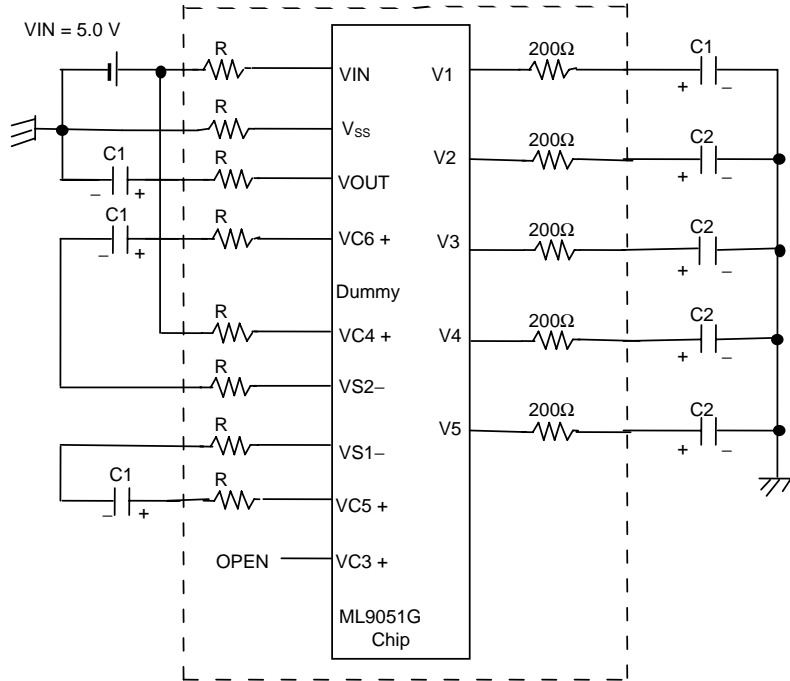 VIN = 5.0 V
R
VIN
V1
200Ω
C1
+ −
R
VSS
V2
200Ω
C2
+ −
C1
− +
R
VOUT
C1
− +
R
VC6 +
V3
200Ω
C2
+ −
Dummy
R
VC4 +
V4
200Ω
C2
+ −
R
VS2−
R
VS1−
V5
200Ω
C2
+ −
C1
− +
R
VC5 +
OPEN
VC3 +
ML9051G
Chip